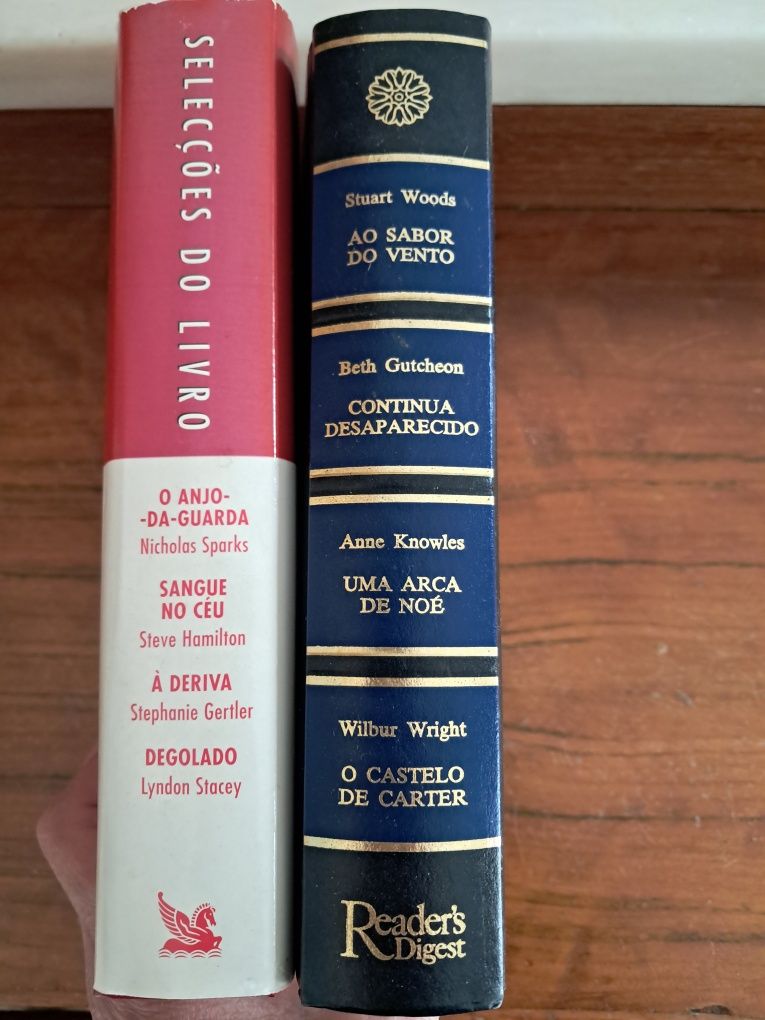 SELECÇÕES DO LIVRO
O ANJO-
-DA-GUARDA
Nicholas Sparks
SANGUE
NO CÉU
Steve Hamilton
À DERIVA
Stephanie Gertler
DEGOLADO
Lyndon Stacey
Stuart Woods
AO SABOR
DO VENTO
Beth Gutcheon
CONTINUA
DESAPARECIDO
Anne Knowles
UMA ARCA
DE NOÉ
Wilbur Wright
O CASTELO
DE CARTER
Reader's
Digest